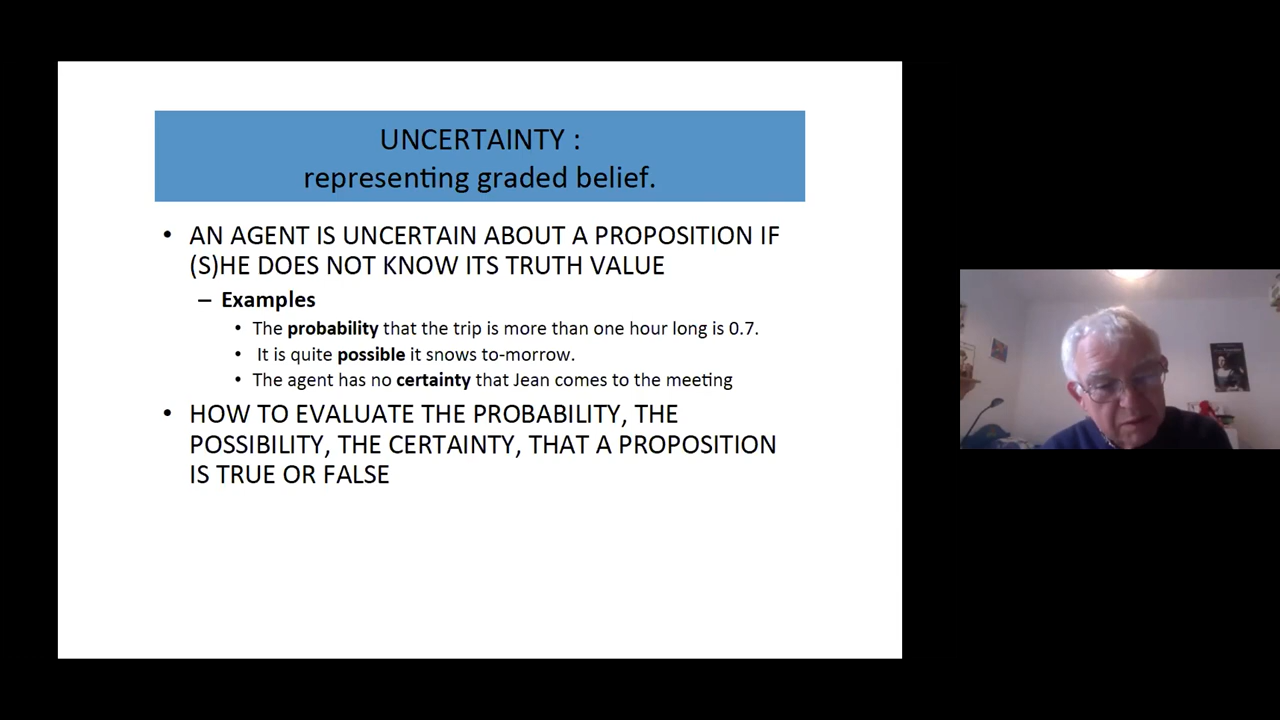 UNCERTAINTY :
representing graded belief.
• AN AGENT IS UNCERTAIN ABOUT A PROPOSITION IF
(S)HE DOES NOT KNOW ITS TRUTH VALUE
– Examples
• The probability that the trip is more than one hour long is 0.7.
• It is quite possible it snows to-morrow.
• The agent has no certainty that Jean comes to the meeting
• HOW TO EVALUATE THE PROBABILITY, THE
POSSIBILITY, THE CERTAINTY, THAT A PROPOSITION
IS TRUE OR FALSE